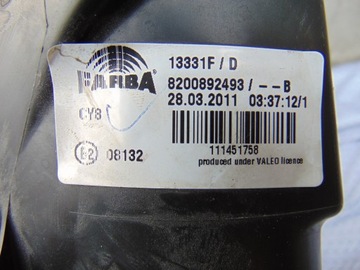 13331F / D
FARBA
8200892493 / -- B
28.03.2011 03:37:12/1
CY8
E2 08132
111451758
produced under VALEO licence